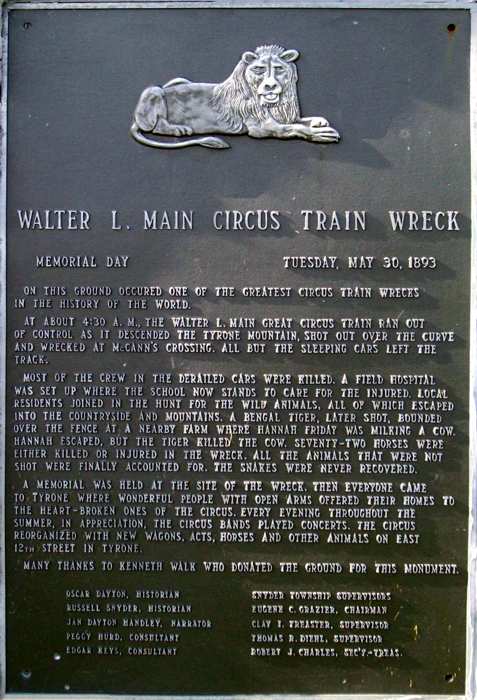 WALTER L. MAIN CIRCUS TRAIN WRECK
MEMORIAL DAY TUESDAY, MAY 30, 1893
ON THIS GROUND OCCURED ONE OF THE GREATEST CIRCUS TRAIN WRECKS
IN THE HISTORY OF THE WORLD.
AT ABOUT 4:30 A. M., THE WALTER L. MAIN GREAT CIRCUS TRAIN RAN OUT
OF CONTROL AS IT DESCENDED THE TYRONE MOUNTAIN, SHOT OUT OVER THE CURVE
AND WRECKED AT McCANN'S CROSSING. ALL BUT THE SLEEPING CARS LEFT THE
TRACK.
MOST OF THE CREW IN THE DERAILED CARS WERE KILLED. A FIELD HOSPITAL
WAS SET UP WHERE THE SCHOOL NOW STANDS TO CARE FOR THE INJURED. LOCAL
RESIDENTS JOINED IN THE HUNT FOR THE WILD ANIMALS, ALL OF WHICH ESCAPED
INTO THE COUNTRYSIDE AND MOUNTAINS. A BENGAL TIGER, LATER SHOT, BOUNDED
OVER THE FENCE AT A NEARBY FARM WHERE HANNAH FRIDAY WAS MILKING A COW.
HANNAH ESCAPED, BUT THE TIGER KILLED THE COW. SEVENTY-TWO HORSES WERE
EITHER KILLED OR INJURED IN THE WRECK. ALL THE ANIMALS THAT WERE NOT
SHOT WERE FINALLY ACCOUNTED FOR. THE SNAKES WERE NEVER RECOVERED.
A MEMORIAL WAS HELD AT THE SITE OF THE WRECK. THEN EVERYONE CAME
TO TYRONE WHERE WONDERFUL PEOPLE WITH OPEN ARMS OFFERED THEIR HOMES TO
THE HEART-BROKEN ONES OF THE CIRCUS. EVERY EVENING THROUGHOUT THE
SUMMER, IN APPRECIATION, THE CIRCUS BANDS PLAYED CONCERTS. THE CIRCUS
REORGANIZED WITH NEW WAGONS, ACTS, HORSES AND OTHER ANIMALS ON EAST
12TH STREET IN TYRONE.
MANY THANKS TO KENNETH WALK WHO DONATED THE GROUND FOR THIS MONUMENT.
OSCAR DAYTON, HISTORIAN
RUSSELL SNYDER, HISTORIAN
JAN DAYTON HANDLEY, NARRATOR
PEGGY HURD, CONSULTANT
EDGAR KEYS, CONSULTANT
SNYDER TOWNSHIP SUPERVISORS
EUGENE C. GRAZIER, CHAIRMAN
CLAY I. TREASTER, SUPERVISOR
THOMAS R. DIEHL, SUPERVISOR
ROBERT J. CHARLES, SEC'Y.-TREAS.